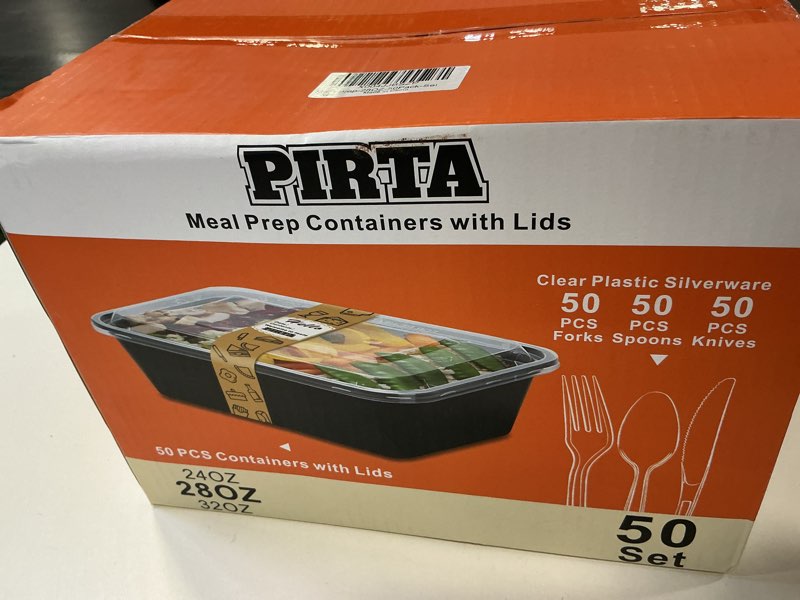 PIRTA
Meal Prep Containers with Lids
Clear Plastic Silverware
50 50 50
PCS PCS PCS
Forks Spoons Knives
Hello
50 PCS Containers with Lids
24OZ
28OZ
32OZ
50
Set